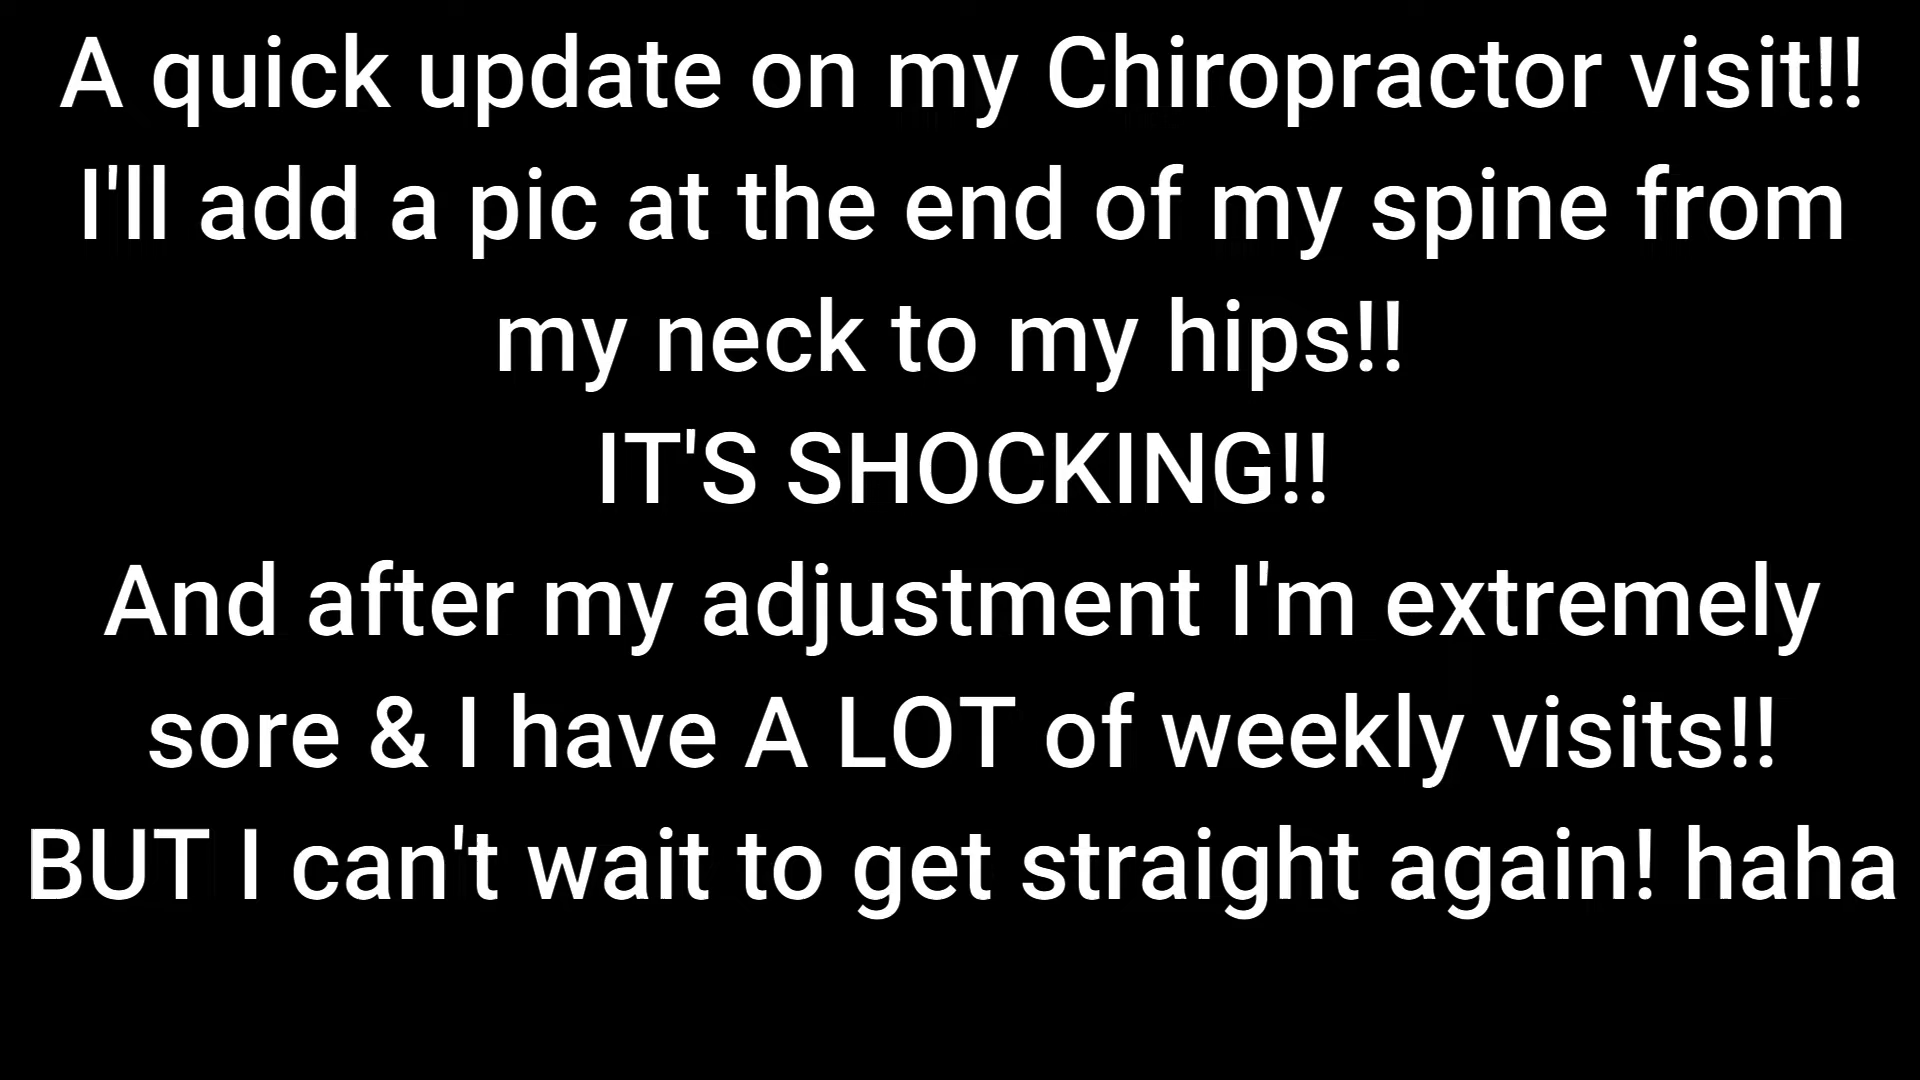 A quick update on my Chiropractor visit!!
I'll add a pic at the end of my spine from
my neck to my hips!!
IT'S SHOCKING!!
And after my adjustment I'm extremely
sore & I have A LOT of weekly visits!!
BUT I can't wait to get straight again! haha